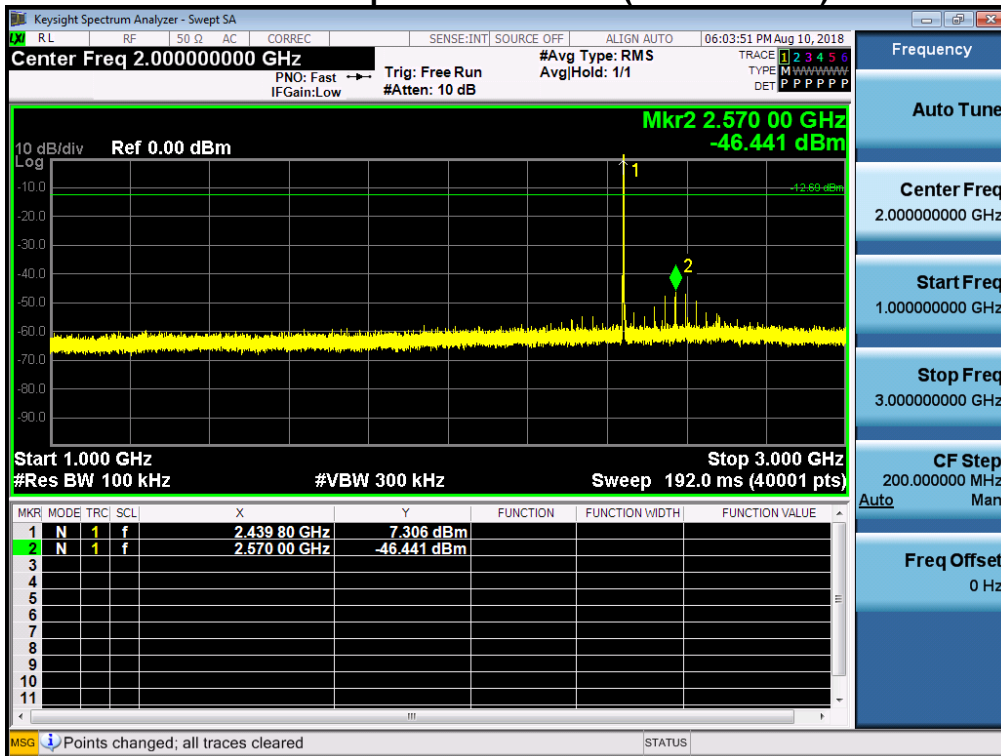 Keysight Spectrum Analyzer - Swept SA
LXI RL RF 50 Ω AC CORREC SENSE:INT SOURCE OFF ALIGN AUTO 06:03:51 PM Aug 10, 2018
Center Freq 2.000000000 GHz
PNO: Fast
IFGain:Low
Trig: Free Run
#Atten: 10 dB
#Avg Type: RMS
Avg|Hold: 1/1
TRACE 1 2 3 4 5 6
TYPE M W W W W W
DET P P P P P P
Mkr2 2.570 00 GHz
-46.441 dBm
10 dB/div Ref 0.00 dBm
Log
-10.0
-20.0
-30.0
-40.0
-50.0
-60.0
-70.0
-80.0
-90.0
1
-12.69 dBm
2
Start 1.000 GHz Stop 3.000 GHz
#Res BW 100 kHz #VBW 300 kHz Sweep 192.0 ms (40001 pts)
MKR MODE TRC SCL X Y FUNCTION FUNCTION WIDTH FUNCTION VALUE
1 N 1 f 2.439 80 GHz 7.306 dBm
2 N 1 f 2.570 00 GHz -46.441 dBm
3
4
5
6
7
8
9
10
11
MSG Points changed; all traces cleared STATUS
Frequency
Auto Tune
Center Freq
2.000000000 GHz
Start Freq
1.000000000 GHz
Stop Freq
3.000000000 GHz
CF Step
200.000000 MHz
Auto Man
Freq Offset
0 Hz